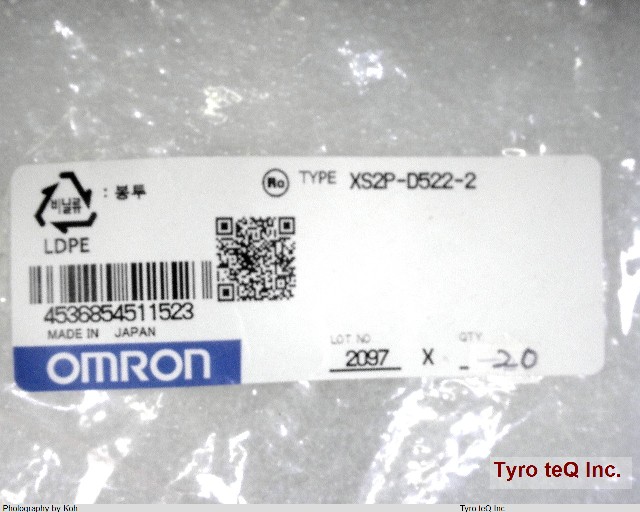 비닐류 : 봉투
LDPE
Ro TYPE XS2P-D522-2
4536854511523
MADE IN JAPAN
OMRON
LOT NO QTY
2097 X 20
Tyro teQ Inc.
Photography by Koh
Tyro teQ Inc